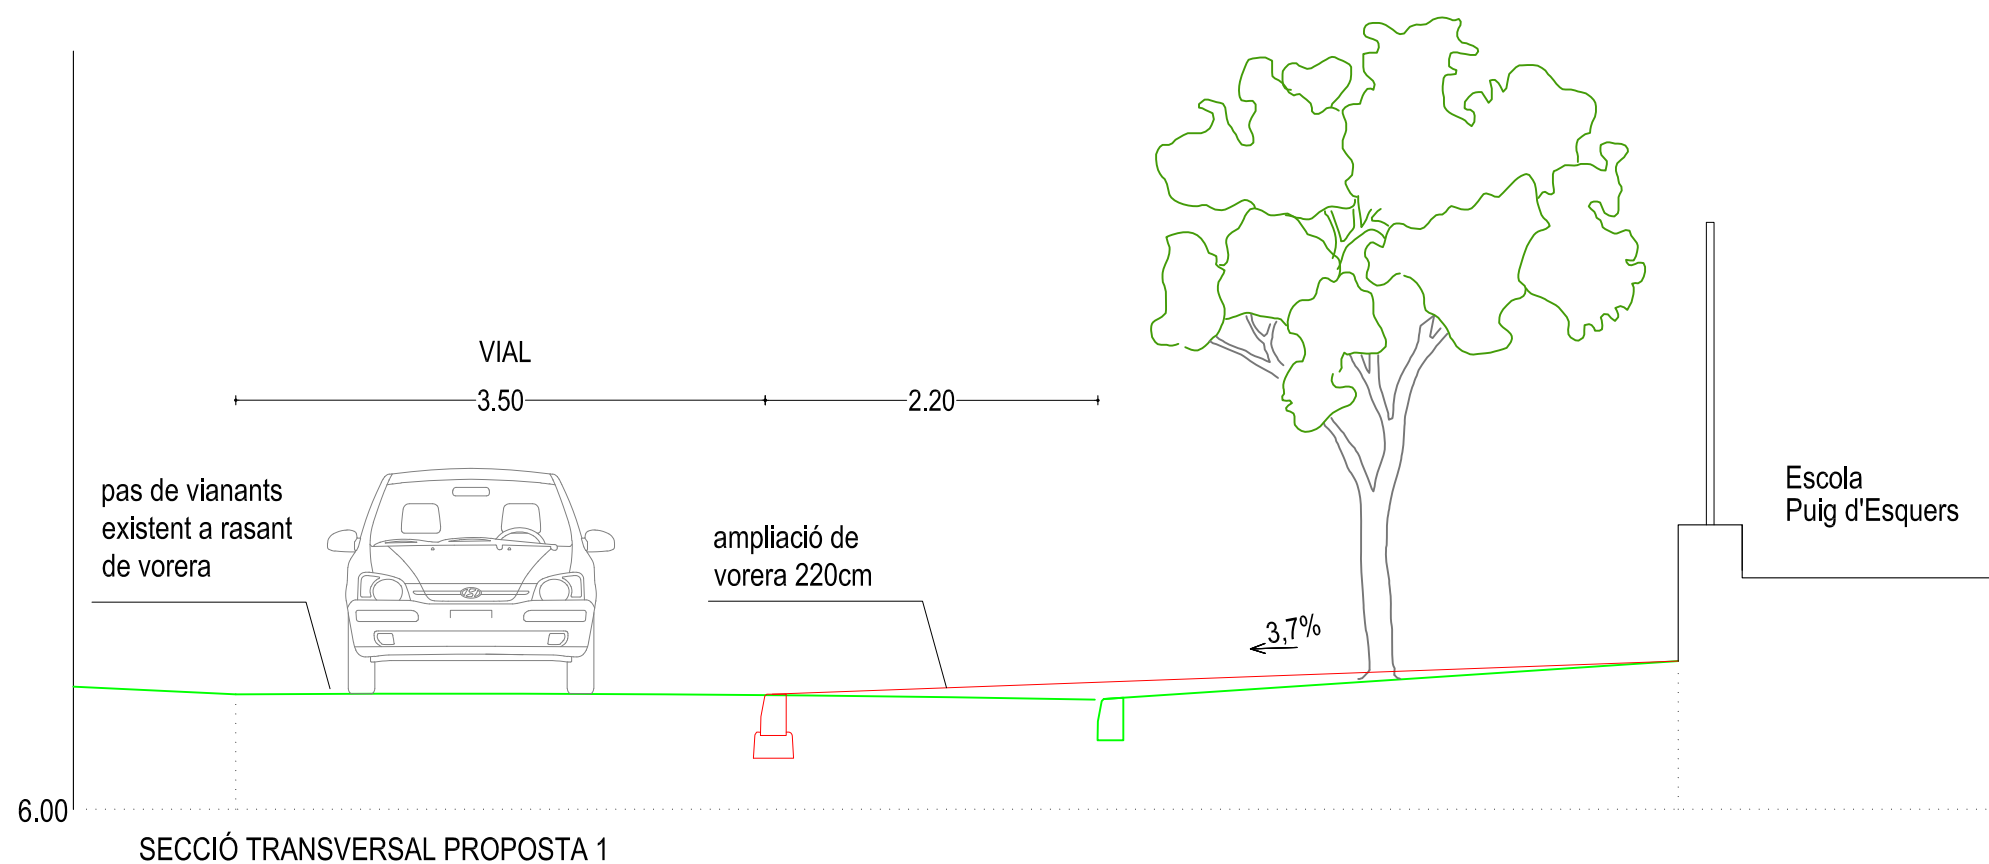 VIAL
3.50
2.20
pas de vianants
existent a rasant
de vorera
ampliació de
vorera 220cm
Escola
Puig d'Esquers
3,7%
6.00
SECCIÓ TRANSVERSAL PROPOSTA 1